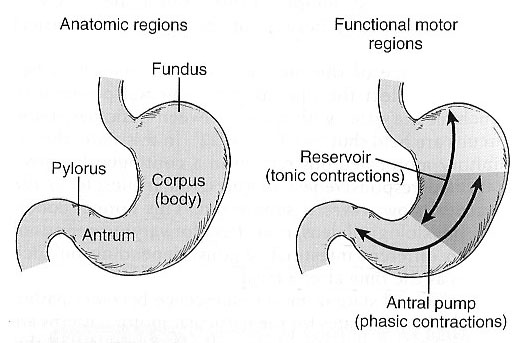 Anatomic regions
Functional motor
regions
Fundus
Pylorus
Corpus
(body)
Antrum
Reservoir
(tonic contractions)
Antral pump
(phasic contractions)